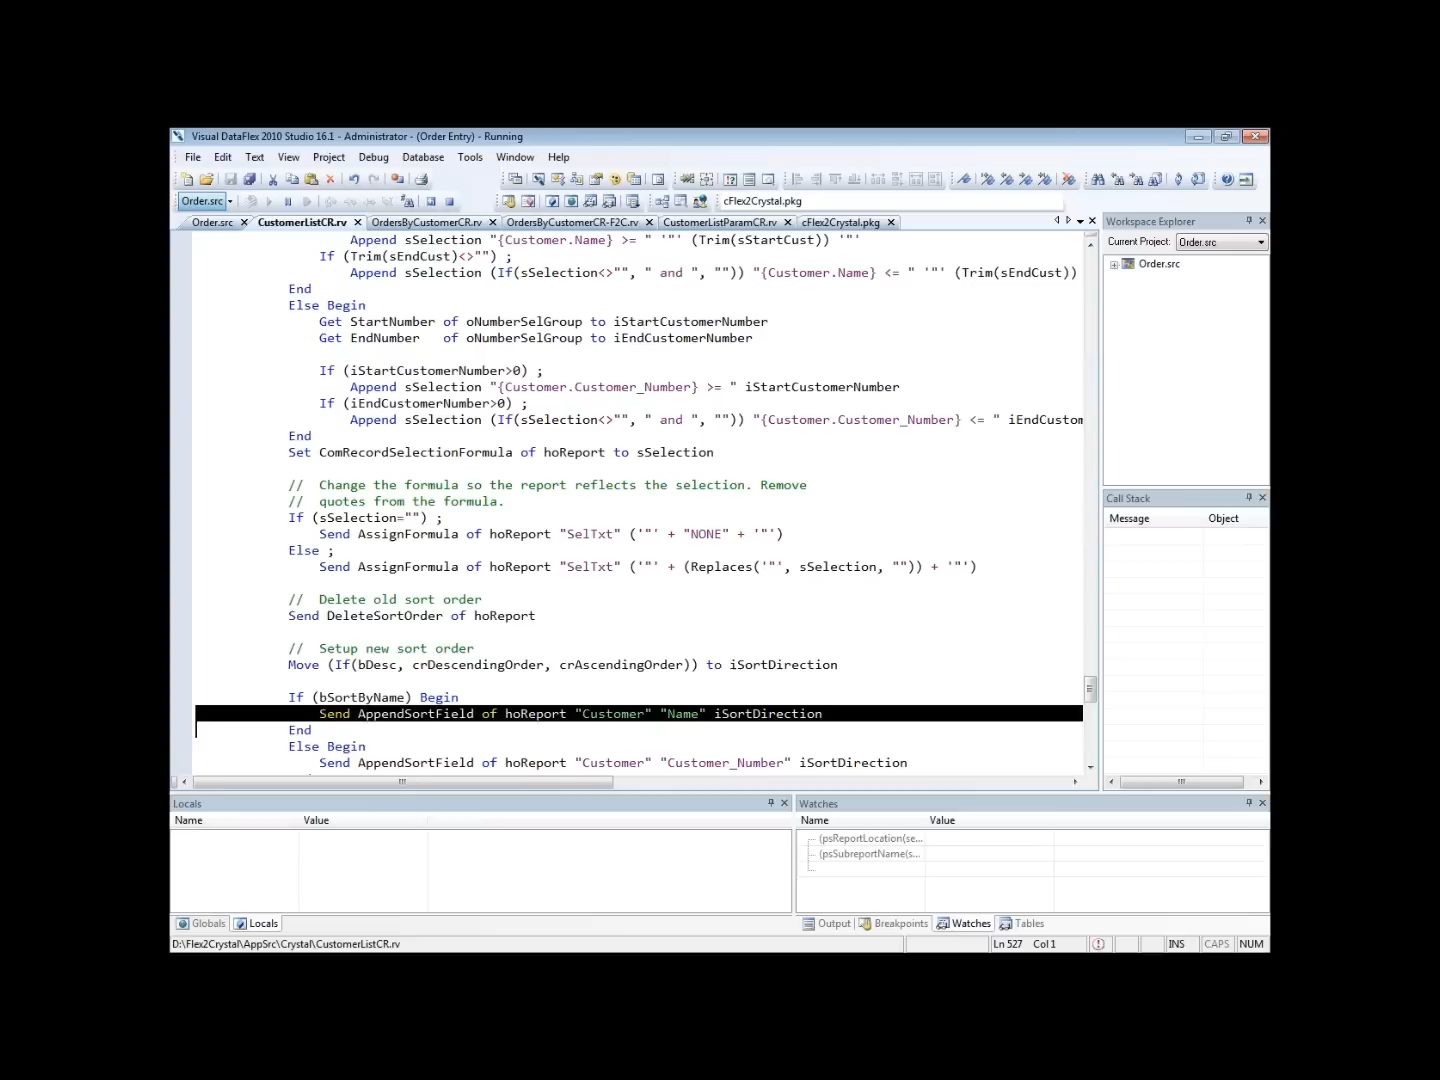 Visual DataFlex 2010 Studio 16.1 - Administrator - (Order Entry) - Running
File Edit Text View Project Debug Database Tools Window Help
Order.src cFlex2Crystal.pkg
Order.src CustomerListCR.rv OrdersByCustomerCR.rv OrdersByCustomerCR-F2C.rv CustomerListParamCR.rv cFlex2Crystal.pkg
Append sSelection "{Customer.Name} >= " '"' (Trim(sStartCust)) '"'
If (Trim(sEndCust)<>"") ;
Append sSelection (If(sSelection<>"", " and ", "")) "{Customer.Name} <= " '"' (Trim(sEndCust))
End
Else Begin
Get StartNumber of oNumberSelGroup to iStartCustomerNumber
Get EndNumber of oNumberSelGroup to iEndCustomerNumber
If (iStartCustomerNumber>0) ;
Append sSelection "{Customer.Customer_Number} >= " iStartCustomerNumber
If (iEndCustomerNumber>0) ;
Append sSelection (If(sSelection<>"", " and ", "")) "{Customer.Customer_Number} <= " iEndCustom
End
Set ComRecordSelectionFormula of hoReport to sSelection
// Change the formula so the report reflects the selection. Remove
// quotes from the formula.
If (sSelection="") ;
Send AssignFormula of hoReport "SelTxt" ('"' + "NONE" + '"')
Else ;
Send AssignFormula of hoReport "SelTxt" ('"' + (Replaces('"', sSelection, "")) + '"')
// Delete old sort order
Send DeleteSortOrder of hoReport
// Setup new sort order
Move (If(bDesc, crDescendingOrder, crAscendingOrder)) to iSortDirection
If (bSortByName) Begin
Send AppendSortField of hoReport "Customer" "Name" iSortDirection
End
Else Begin
Send AppendSortField of hoReport "Customer" "Customer_Number" iSortDirection
Workspace Explorer
Current Project: Order.src
Order.src
Call Stack
Message Object
Locals
Name Value
Watches
Name Value
(psReportLocation(se...
(psSubreportName(s...
Globals Locals
Output Breakpoints Watches Tables
D:\Flex2Crystal\AppSrc\Crystal\CustomerListCR.rv Ln 527 Col 1 INS CAPS NUM